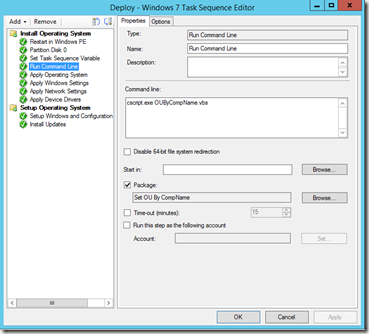 Deploy - Windows 7 Task Sequence Editor
Add Remove
Install Operating System
Restart in Windows PE
Partition Disk 0
Set Task Sequence Variable
Run Command Line
Apply Operating System
Apply Windows Settings
Apply Network Settings
Apply Device Drivers
Setup Operating System
Setup Windows and Configuration
Install Updates
Properties Options
Type: Run Command Line
Name: Run Command Line
Description:
Command line:
cscript.exe OUByCompName.vbs
Disable 64-bit file system redirection
Start in: Browse...
Package:
Set OU By CompName Browse...
Time-out (minutes): 15
Run this step as the following account
Account: Set...
OK Cancel Apply